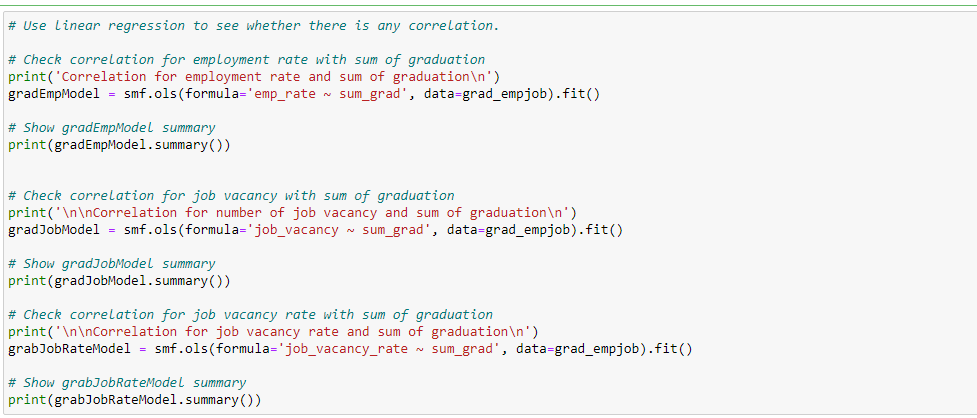 # Use linear regression to see whether there is any correlation.
# Check correlation for employment rate with sum of graduation
print('Correlation for employment rate and sum of graduation\n')
gradEmpModel = smf.ols(formula='emp_rate ~ sum_grad', data=grad_empjob).fit()
# Show gradEmpModel summary
print(gradEmpModel.summary())
# Check correlation for job vacancy with sum of graduation
print('\n\nCorrelation for number of job vacancy and sum of graduation\n')
gradJobModel = smf.ols(formula='job_vacancy ~ sum_grad', data=grad_empjob).fit()
# Show gradJobModel summary
print(gradJobModel.summary())
# Check correlation for job vacancy rate with sum of graduation
print('\n\nCorrelation for job vacancy rate and sum of graduation\n')
grabJobRateModel = smf.ols(formula='job_vacancy_rate ~ sum_grad', data=grad_empjob).fit()
# Show grabJobRateModel summary
print(grabJobRateModel.summary())